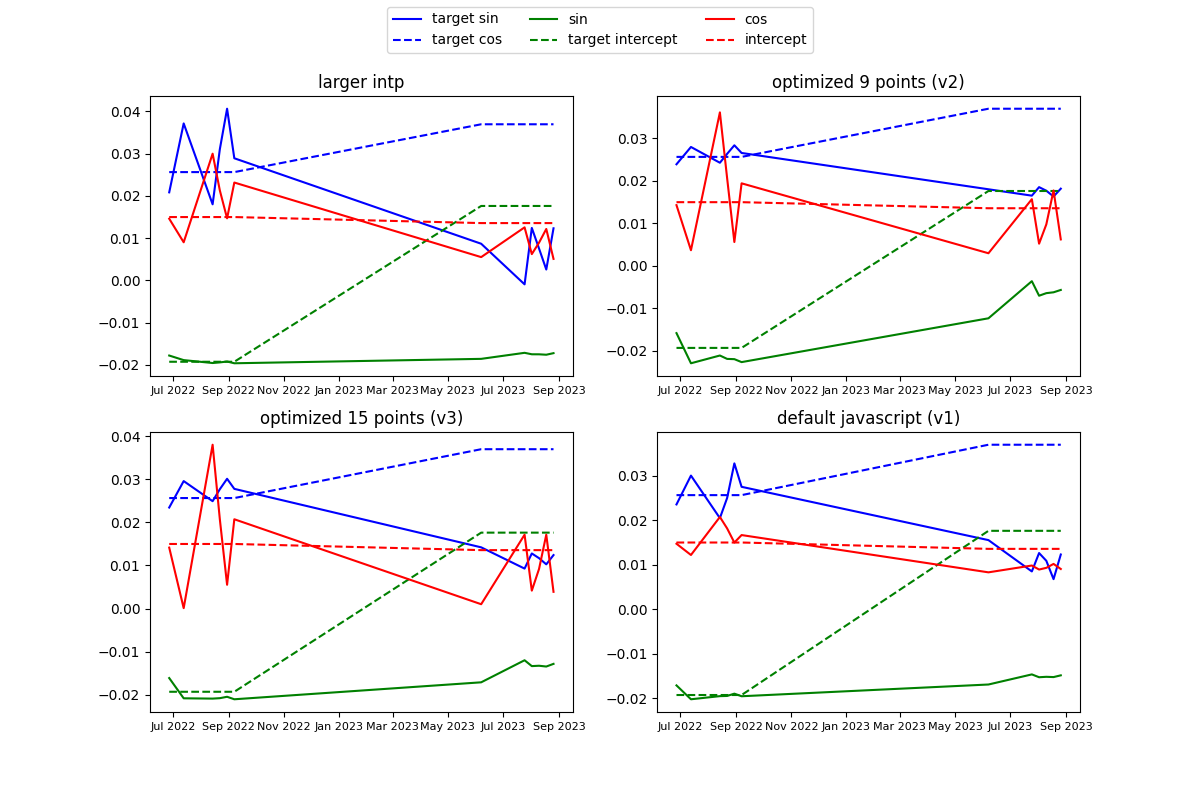 target sin
sin
cos
target cos
target intercept
intercept
larger intp
optimized 9 points (v2)
0.04
0.03
0.02
0.01
0.00
−0.01
−0.02
Jul 2022 Sep 2022 Nov 2022 Jan 2023 Mar 2023 May 2023 Jul 2023 Sep 2023
0.03
0.02
0.01
0.00
−0.01
−0.02
Jul 2022 Sep 2022 Nov 2022 Jan 2023 Mar 2023 May 2023 Jul 2023 Sep 2023
optimized 15 points (v3)
default javascript (v1)
0.04
0.03
0.02
0.01
0.00
−0.01
−0.02
Jul 2022 Sep 2022 Nov 2022 Jan 2023 Mar 2023 May 2023 Jul 2023 Sep 2023
0.03
0.02
0.01
0.00
−0.01
−0.02
Jul 2022 Sep 2022 Nov 2022 Jan 2023 Mar 2023 May 2023 Jul 2023 Sep 2023